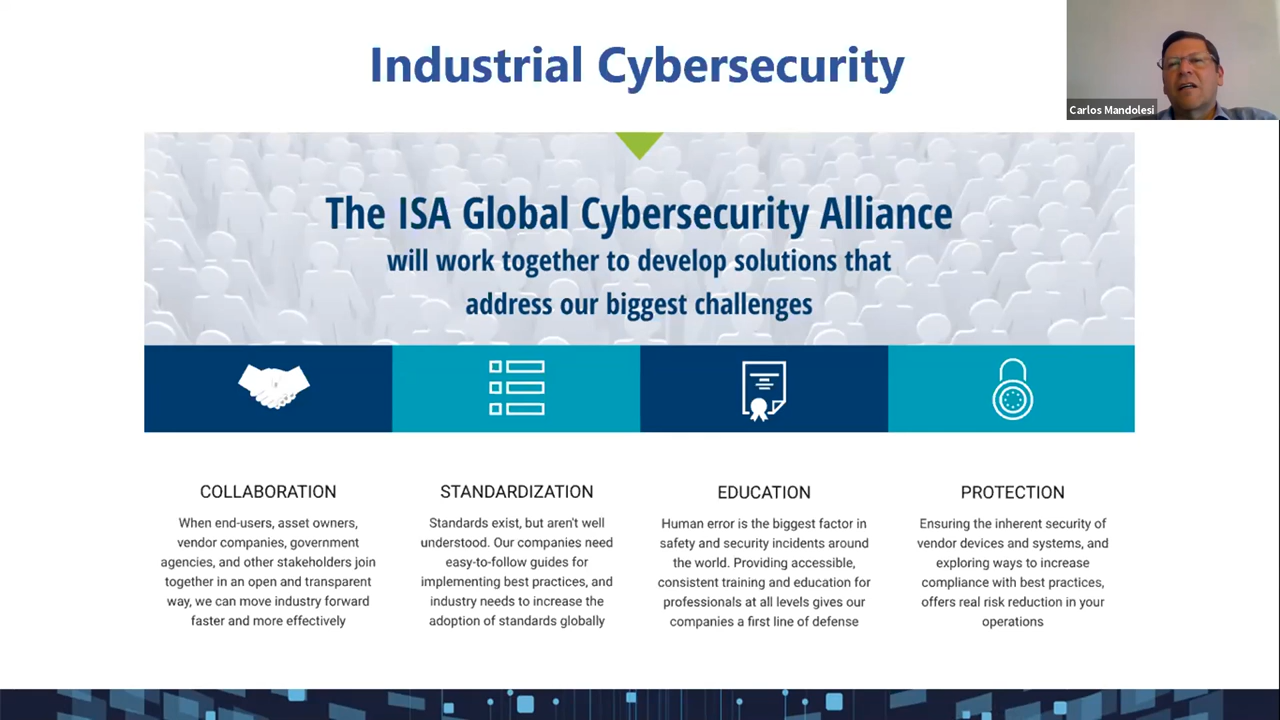 Industrial Cybersecurity
Carlos Mandolesi
The ISA Global Cybersecurity Alliance
will work together to develop solutions that
address our biggest challenges
COLLABORATION
When end-users, asset owners,
vendor companies, government
agencies, and other stakeholders join
together in an open and transparent
way, we can move industry forward
faster and more effectively
STANDARDIZATION
Standards exist, but aren't well
understood. Our companies need
easy-to-follow guides for
implementing best practices, and
industry needs to increase the
adoption of standards globally
EDUCATION
Human error is the biggest factor in
safety and security incidents around
the world. Providing accessible,
consistent training and education for
professionals at all levels gives our
companies a first line of defense
PROTECTION
Ensuring the inherent security of
vendor devices and systems, and
exploring ways to increase
compliance with best practices,
offers real risk reduction in your
operations